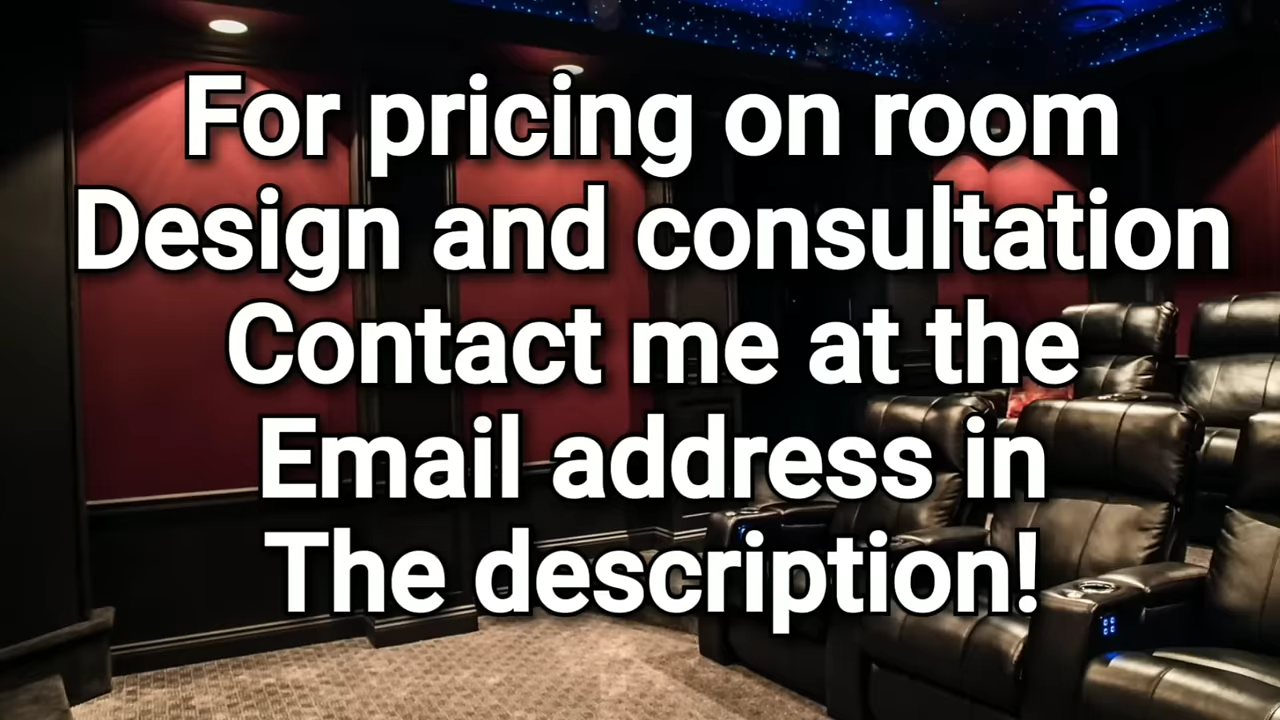 For pricing on room
Design and consultation
Contact me at the
Email address in
The description!